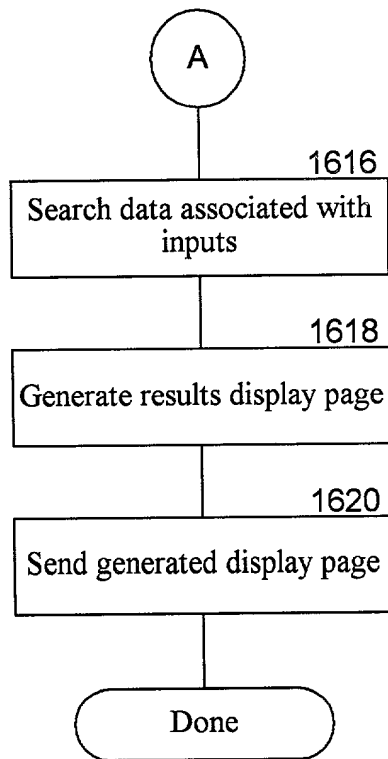 A
1616
Search data associated with
inputs
1618
Generate results display page
1620
Send generated display page
Done